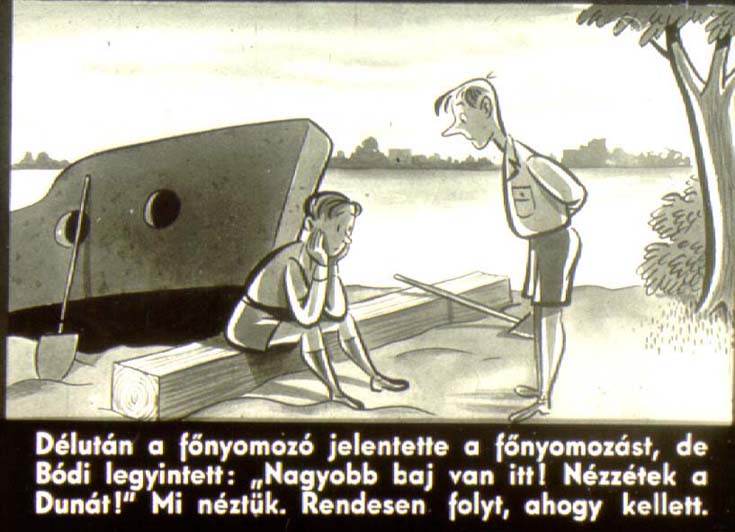 Délután a főnyomozó jelentette a főnyomozást, de
Bódi legyintett: „Nagyobb baj van itt! Nézzétek a
Dunát!" Mi néztük. Rendesen folyt, ahogy kellett.